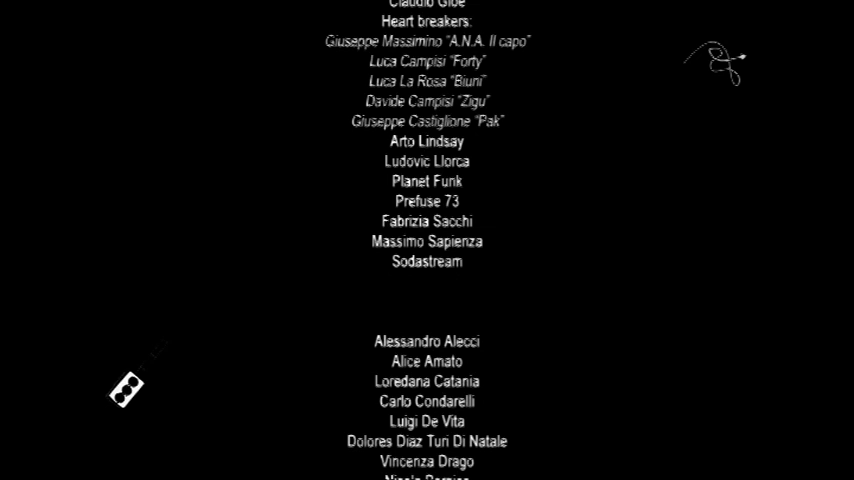 Claudio Gioè
Heart breakers:
Giuseppe Massimino "A.N.A. Il capo"
Luca Campisi "Forty"
Luca La Rosa "Biuni"
Davide Campisi "Zigu"
Giuseppe Castiglione "Pak"
Arto Lindsay
Ludovic Llorca
Planet Funk
Prefuse 73
Fabrizia Sacchi
Massimo Sapienza
Sodastream
Alessandro Alecci
Alice Amato
Loredana Catania
Carlo Condarelli
Luigi De Vita
Dolores Diaz Turi Di Natale
Vincenza Drago